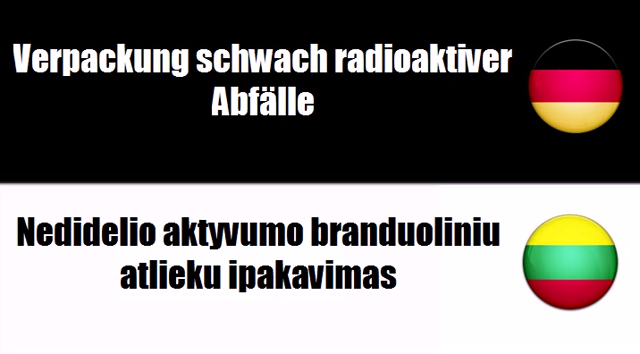 Verpackung schwach radioaktiver
Abfälle
Nedidelio aktyvumo branduoliniu
atlieku ipakavimas